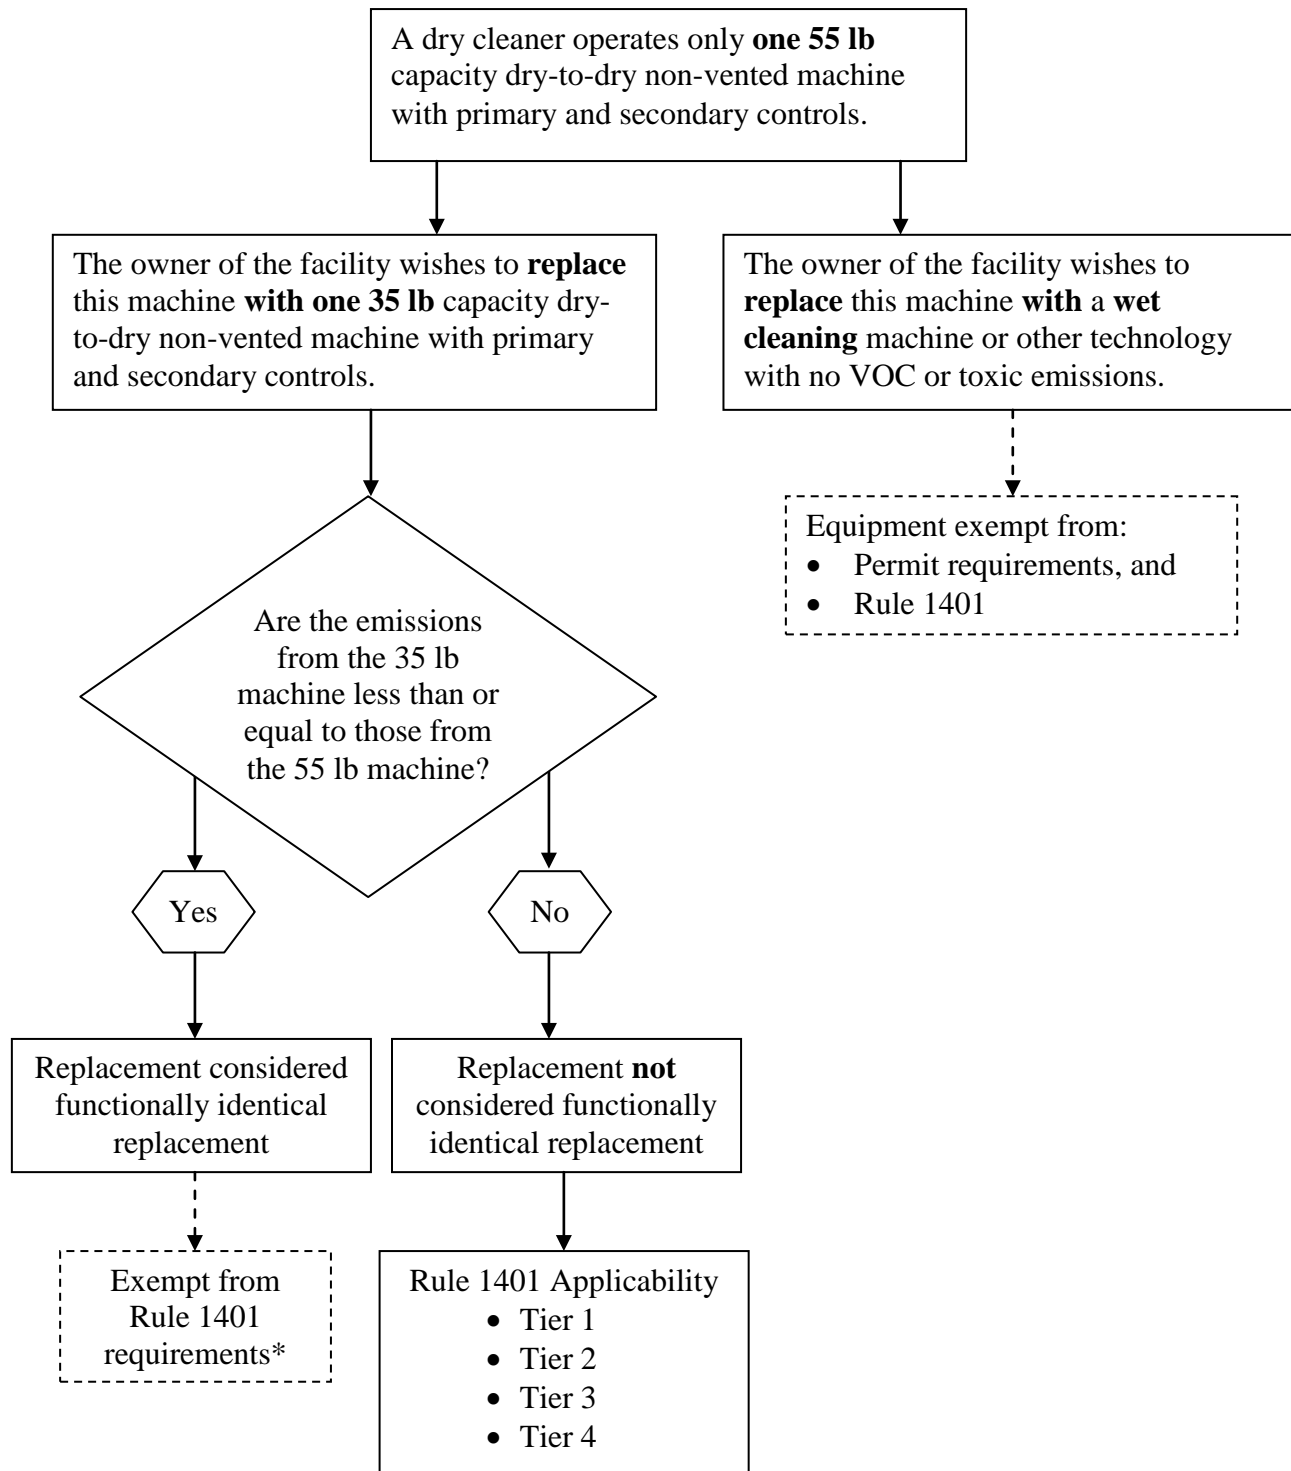 A dry cleaner operates only one 55 lb
capacity dry-to-dry non-vented machine
with primary and secondary controls.
The owner of the facility wishes to replace
this machine with one 35 lb capacity dry-
to-dry non-vented machine with primary
and secondary controls.
The owner of the facility wishes to
replace this machine with a wet
cleaning machine or other technology
with no VOC or toxic emissions.
Equipment exempt from:
• Permit requirements, and
• Rule 1401
Are the emissions
from the 35 lb
machine less than or
equal to those from
the 55 lb machine?
Yes
No
Replacement considered
functionally identical
replacement
Replacement not
considered functionally
identical replacement
Exempt from
Rule 1401
requirements*
Rule 1401 Applicability
• Tier 1
• Tier 2
• Tier 3
• Tier 4